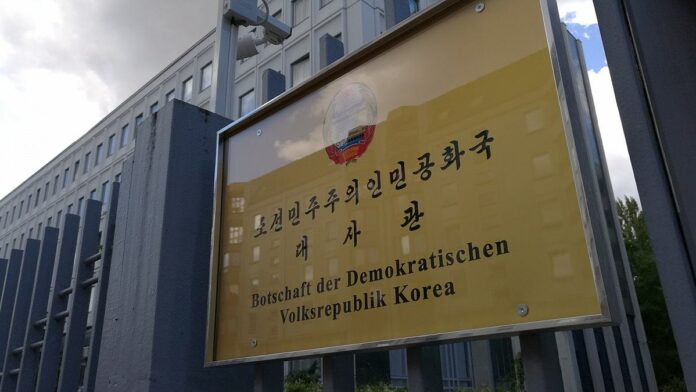 조선민주주의인민공화국
대사관
Botschaft der Demokratischen
Volksrepublik Korea